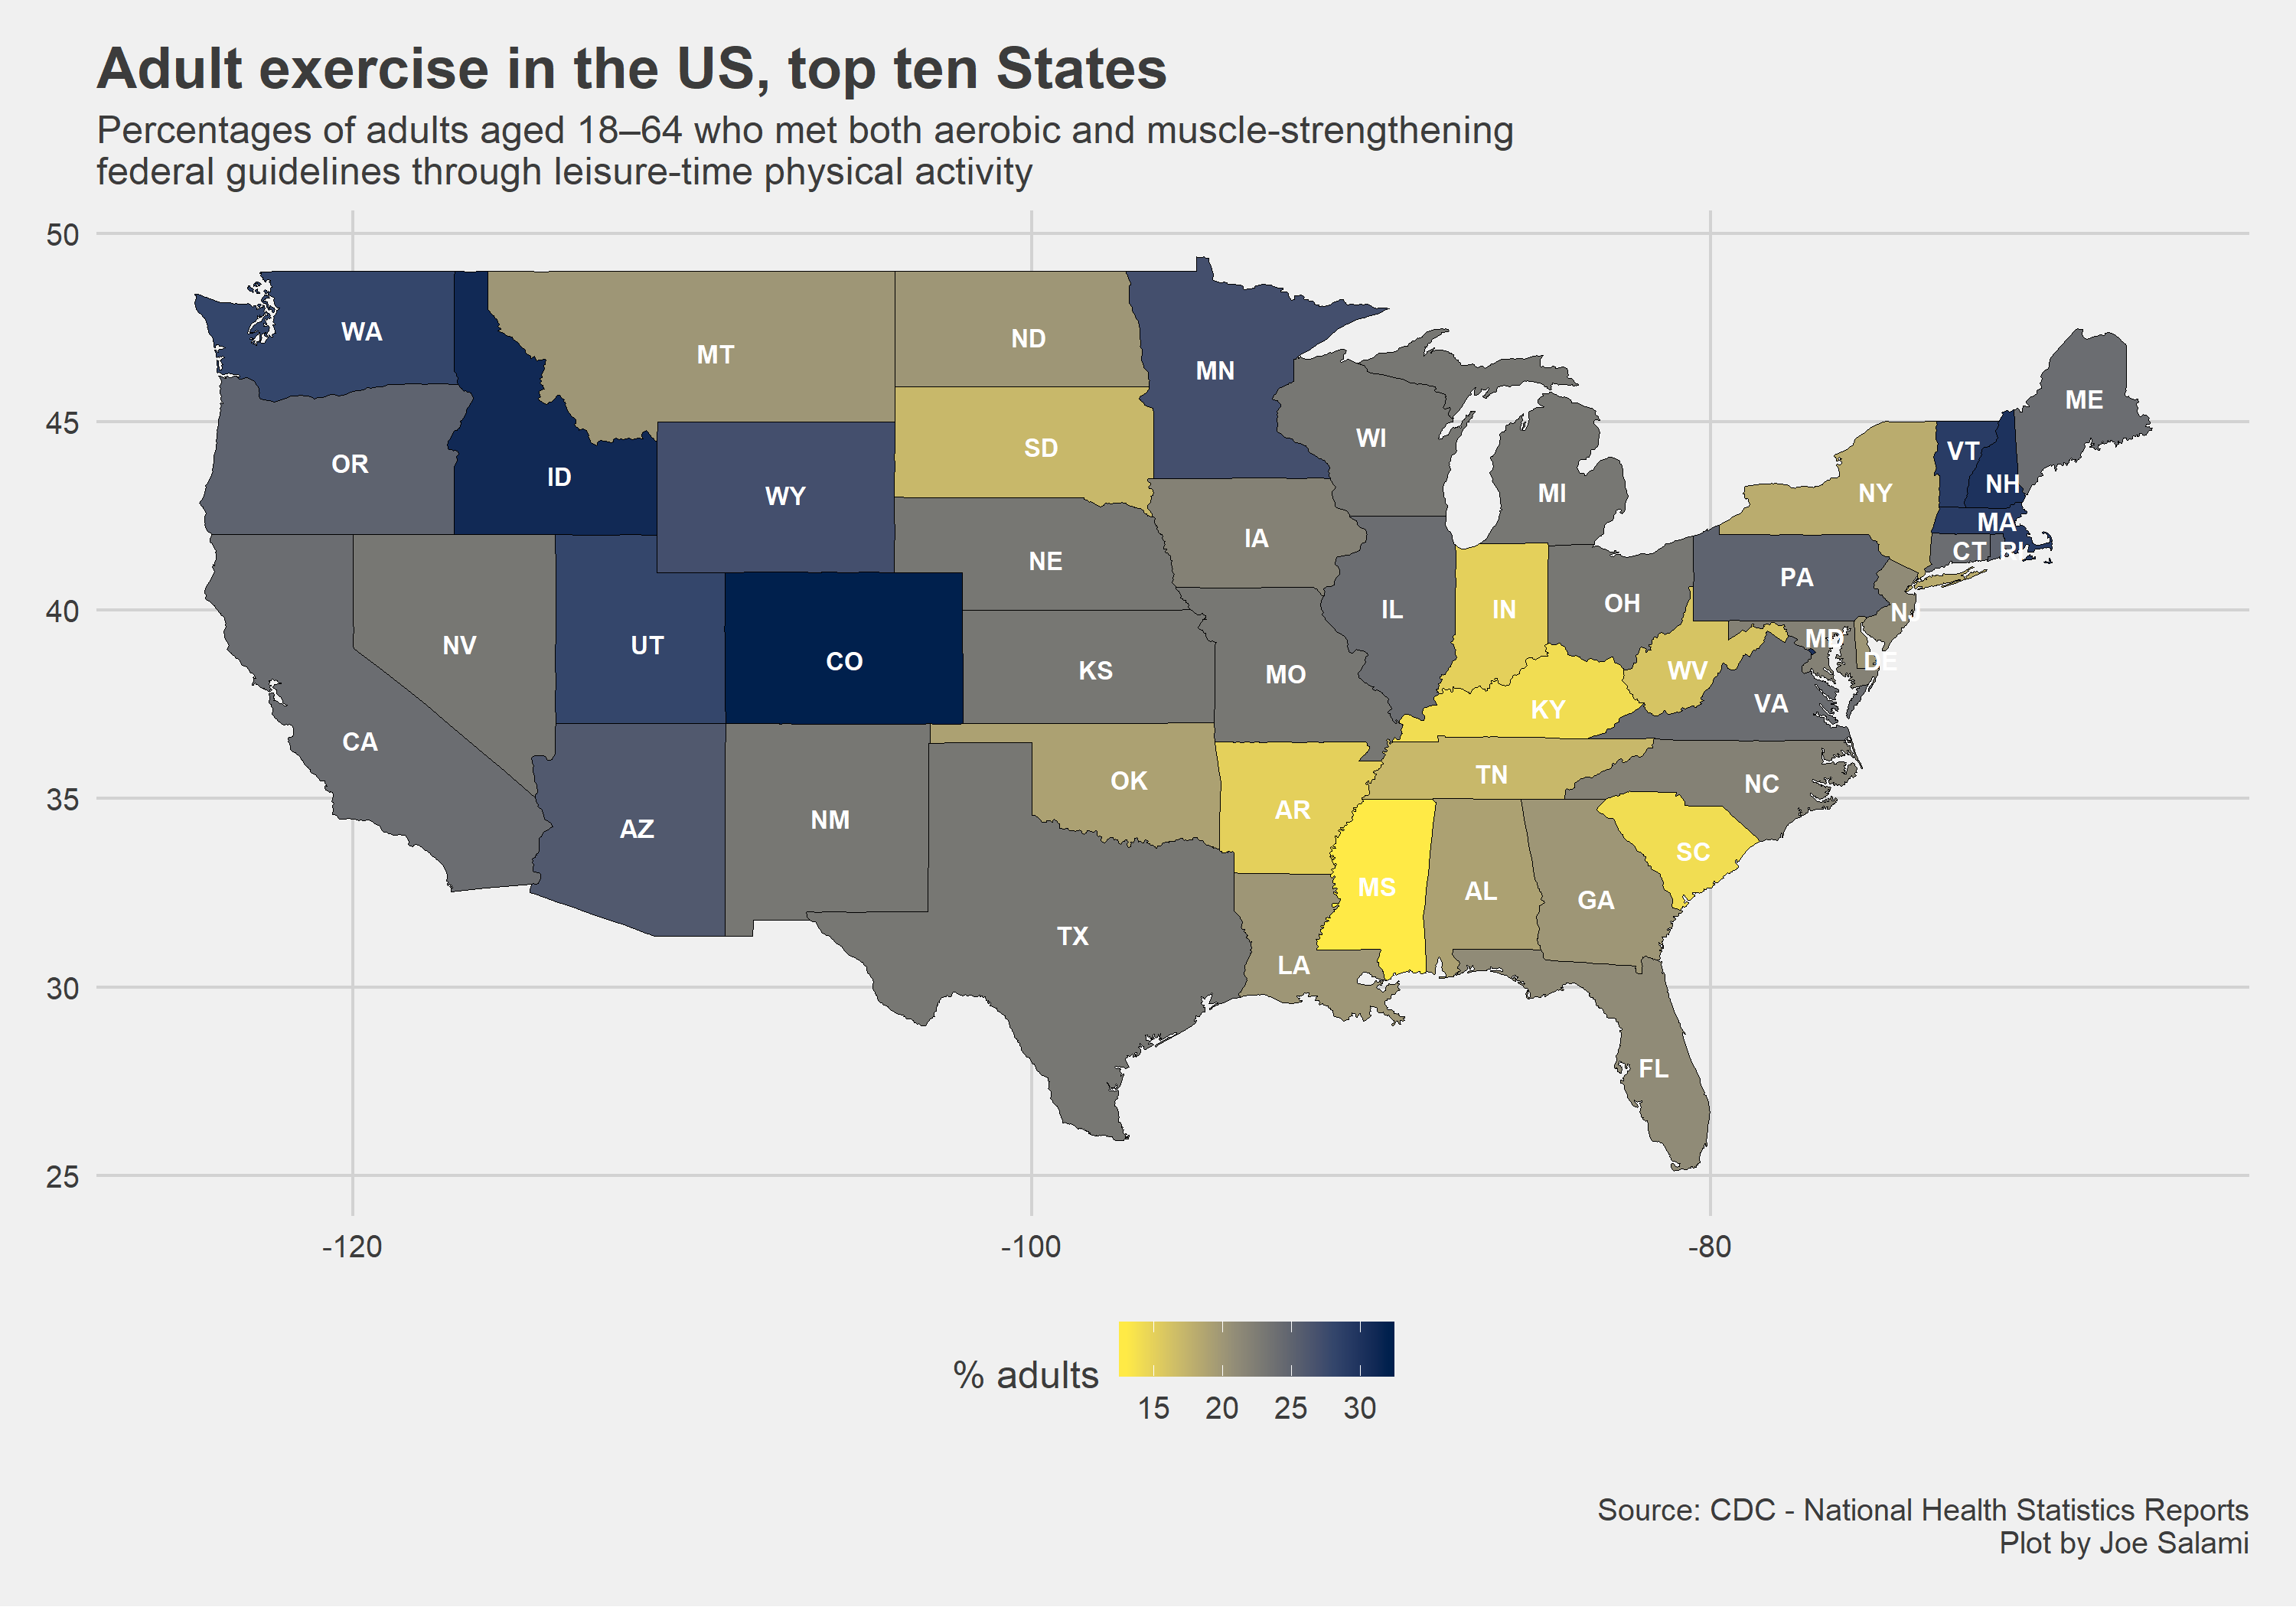 Adult exercise in the US, top ten States
Percentages of adults aged 18–64 who met both aerobic and muscle-strengthening
federal guidelines through leisure-time physical activity
50
45
40
35
30
25
WA
MT
ND
MN
ME
OR
ID
WY
SD
WI
MI
NY
VT
NH
MA
CT
RI
NV
UT
CO
NE
IA
IL
IN
OH
PA
NJ
MD
DE
CA
KS
MO
KY
WV
VA
AZ
NM
OK
AR
TN
NC
TX
LA
MS
AL
GA
SC
FL
-120
-100
-80
% adults
15
20
25
30
Source: CDC - National Health Statistics Reports
Plot by Joe Salami